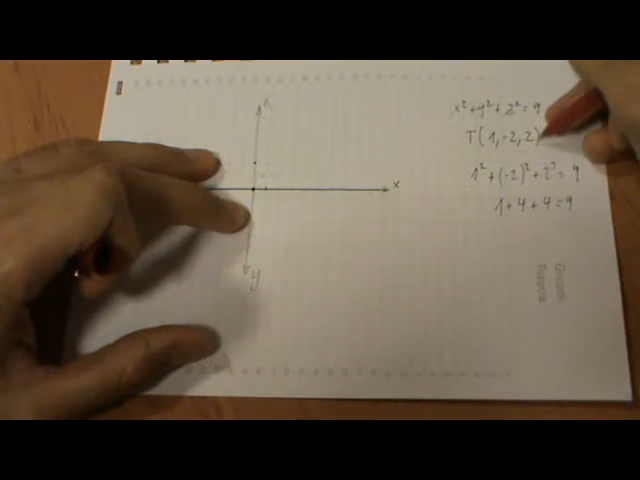 x² + y² + z² = 9
T(1, -2, 2)
1² + (-2)² + 2² = 9
1 + 4 + 4 = 9
x
y